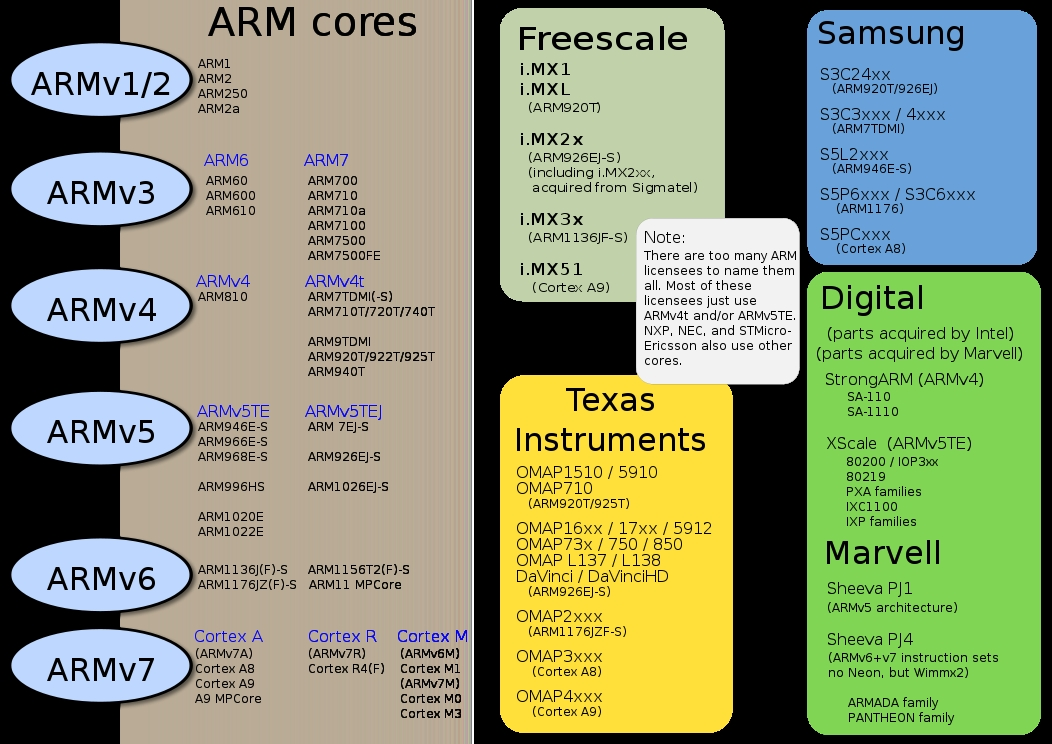 ARM cores
ARMv1/2
ARM1
ARM2
ARM250
ARM2a
ARMv3
ARM6
ARM60
ARM600
ARM610
ARM7
ARM700
ARM710
ARM710a
ARM7100
ARM7500
ARM7500FE
ARMv4
ARMv4
ARM810
ARMv4t
ARM7TDMI(-S)
ARM710T/720T/740T
ARM9TDMI
ARM920T/922T/925T
ARM940T
ARMv5
ARMv5TE
ARM946E-S
ARM966E-S
ARM968E-S
ARM996HS
ARM1020E
ARM1022E
ARMv5TEJ
ARM 7EJ-S
ARM926EJ-S
ARM1026EJ-S
ARMv6
ARM1136J(F)-S
ARM1176JZ(F)-S
ARM1156T2(F)-S
ARM11 MPCore
ARMv7
Cortex A
(ARMv7A)
Cortex A8
Cortex A9
A9 MPCore
Cortex R
(ARMv7R)
Cortex R4(F)
Cortex M
(ARMv6M)
Cortex M1
(ARMv7M)
Cortex M0
Cortex M3
Freescale
i.MX1
i.MXL
(ARM920T)
i.MX2x
(ARM926EJ-S)
(including i.MX2xx,
acquired from Sigmatel)
i.MX3x
(ARM1136JF-S)
i.MX51
(Cortex A9)
Note:
There are too many ARM
licensees to name them
all. Most of these
licensees just use
ARMv4t and/or ARMv5TE.
NXP, NEC, and STMicro-
Ericsson also use other
cores.
Texas
Instruments
OMAP1510 / 5910
OMAP710
(ARM920T/925T)
OMAP16xx / 17xx / 5912
OMAP73x / 750 / 850
OMAP L137 / L138
DaVinci / DaVinciHD
(ARM926EJ-S)
OMAP2xxx
(ARM1176JZF-S)
OMAP3xxx
(Cortex A8)
OMAP4xxx
(Cortex A9)
Samsung
S3C24xx
(ARM920T/926EJ)
S3C3xxx / 4xxx
(ARM7TDMI)
S5L2xxx
(ARM946E-S)
S5P6xxx / S3C6xxx
(ARM1176)
S5PCxxx
(Cortex A8)
Digital
(parts acquired by Intel)
(parts acquired by Marvell)
StrongARM (ARMv4)
SA-110
SA-1110
XScale (ARMv5TE)
80200 / IOP3xx
80219
PXA families
IXC1100
IXP families
Marvell
Sheeva PJ1
(ARMv5 architecture)
Sheeva PJ4
(ARMv6+v7 instruction sets
no Neon, but Wimmx2)
ARMADA family
PANTHEON family